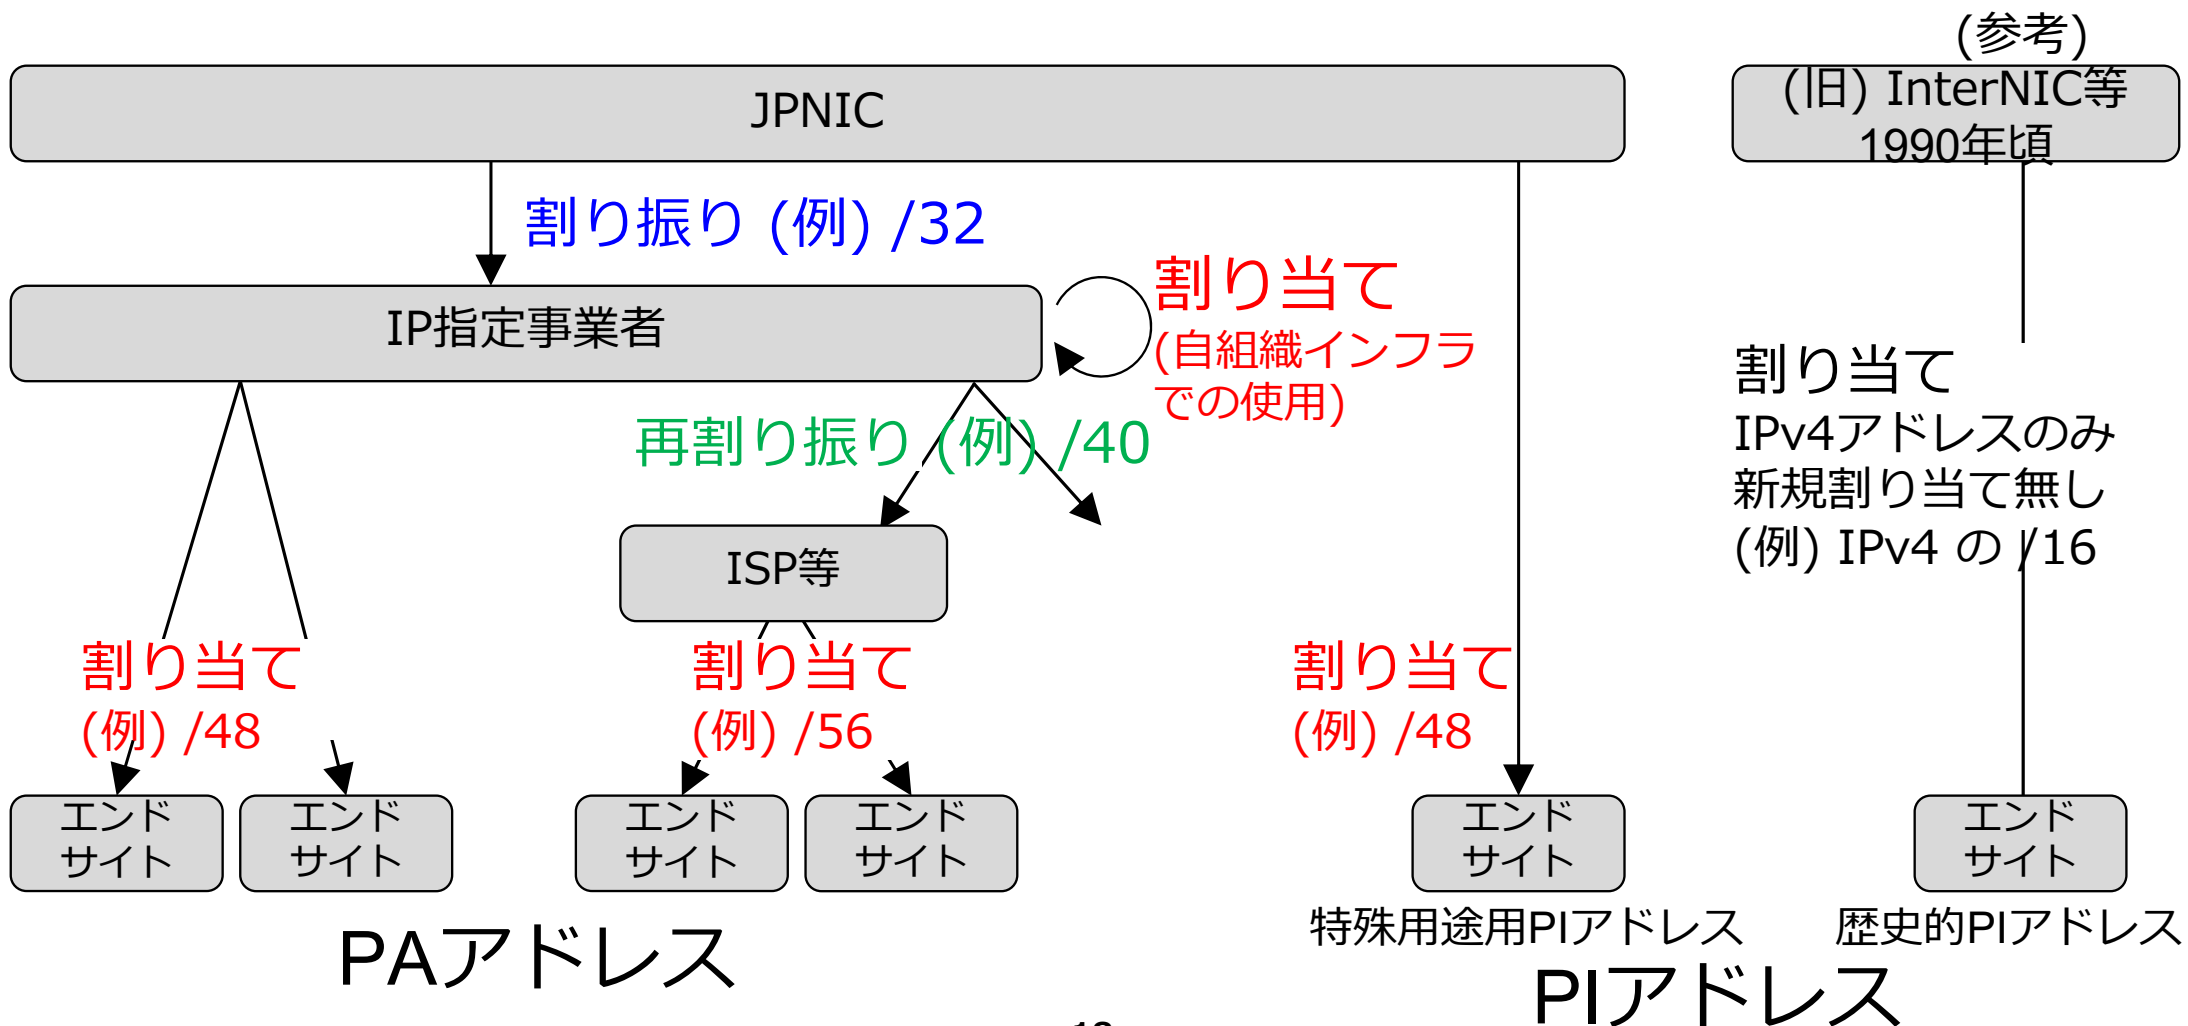 (参考)
JPNIC
(旧) InterNIC等
1990年頃
割り振り (例) /32
IP指定事業者
割り当て
(自組織インフラ
での使用)
再割り振り (例) /40
割り当て
IPv4アドレスのみ
新規割り当て無し
(例) IPv4 の /16
ISP等
割り当て
(例) /48
割り当て
(例) /56
割り当て
(例) /48
エンド
サイト
エンド
サイト
エンド
サイト
エンド
サイト
エンド
サイト
エンド
サイト
特殊用途用PIアドレス
歴史的PIアドレス
PAアドレス
PIアドレス